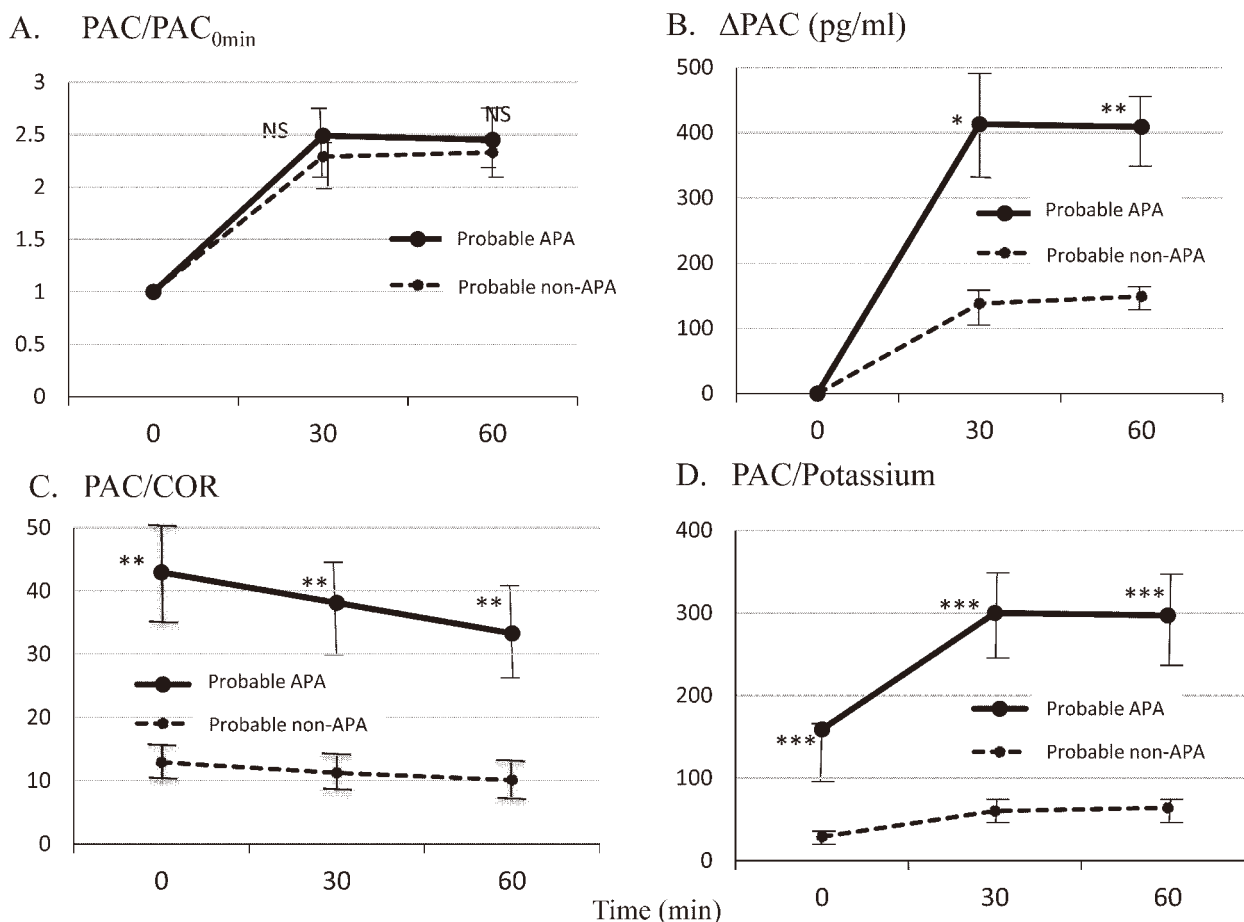 A. PAC/PAC0min
3
2.5
2
1.5
1
0.5
0
NS
NS
Probable APA
Probable non-APA
0 30 60
B. ΔPAC (pg/ml)
500
400
300
200
100
0
*
**
Probable APA
Probable non-APA
0 30 60
C. PAC/COR
50
40
30
20
10
0
**
**
**
Probable APA
Probable non-APA
0 30 60
D. PAC/Potassium
400
300
200
100
0
***
***
***
Probable APA
Probable non-APA
0 30 60
Time (min)